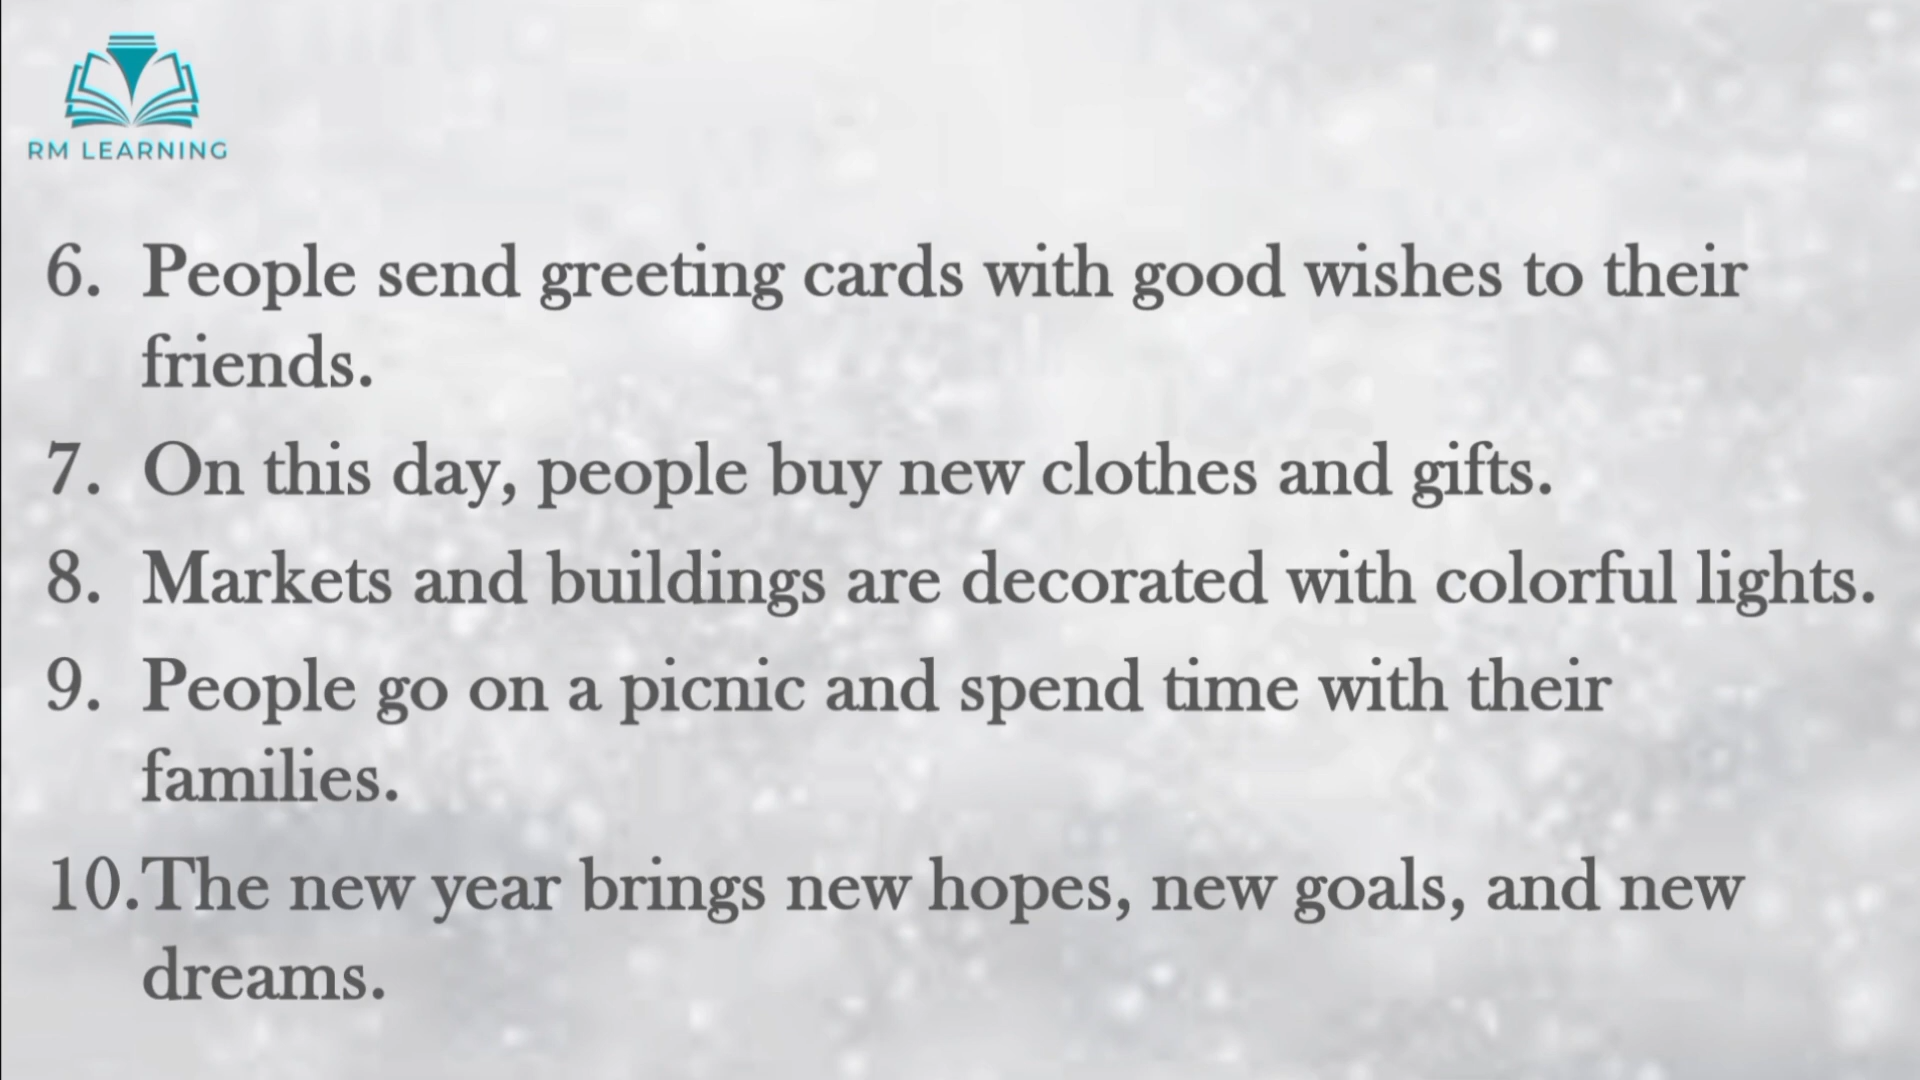 RM LEARNING
6. People send greeting cards with good wishes to their
friends.
7. On this day, people buy new clothes and gifts.
8. Markets and buildings are decorated with colorful lights.
9. People go on a picnic and spend time with their
families.
10.The new year brings new hopes, new goals, and new
dreams.